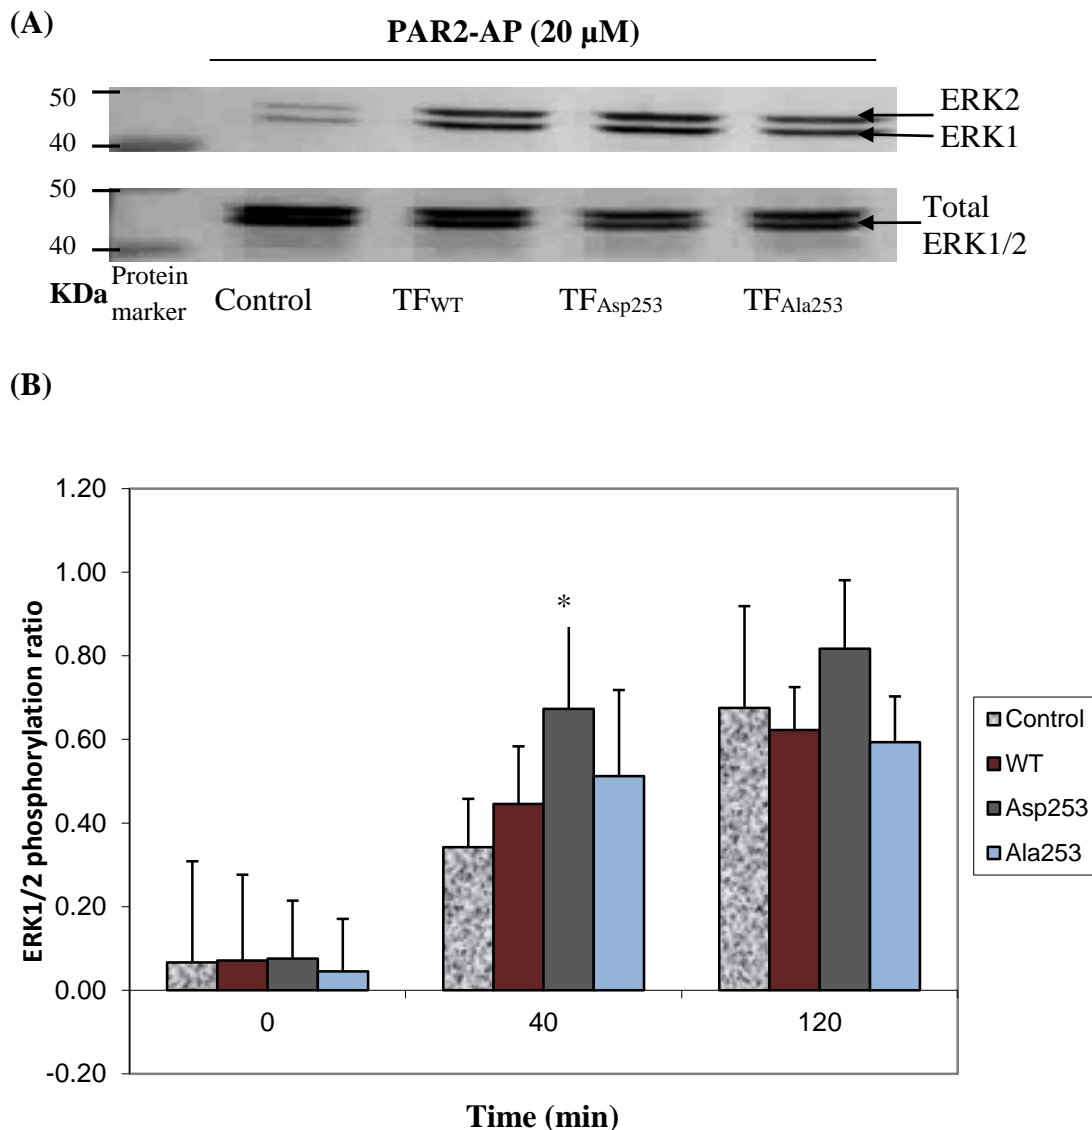 (A)
PAR2-AP (20 µM)
50
40
ERK2
ERK1
50
40
Total
ERK1/2
KDa
Protein
marker
Control
TFWT
TFAsp253
TFAla253
(B)
1.20
1.00
0.80
0.60
0.40
0.20
0.00
-0.20
ERK1/2 phosphorylation ratio
*
0
40
120
Time (min)
Control
WT
Asp253
Ala253